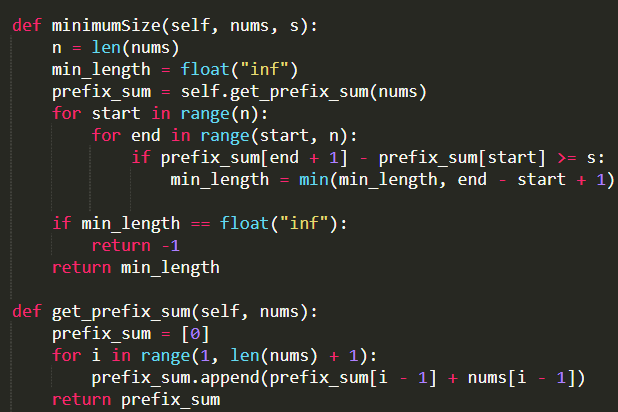 def minimumSize(self, nums, s):
    n = len(nums)
    min_length = float("inf")
    prefix_sum = self.get_prefix_sum(nums)
    for start in range(n):
        for end in range(start, n):
            if prefix_sum[end + 1] - prefix_sum[start] >= s:
                min_length = min(min_length, end - start + 1)
    if min_length == float("inf"):
        return -1
    return min_length
def get_prefix_sum(self, nums):
    prefix_sum = [0]
    for i in range(1, len(nums) + 1):
        prefix_sum.append(prefix_sum[i - 1] + nums[i - 1])
    return prefix_sum